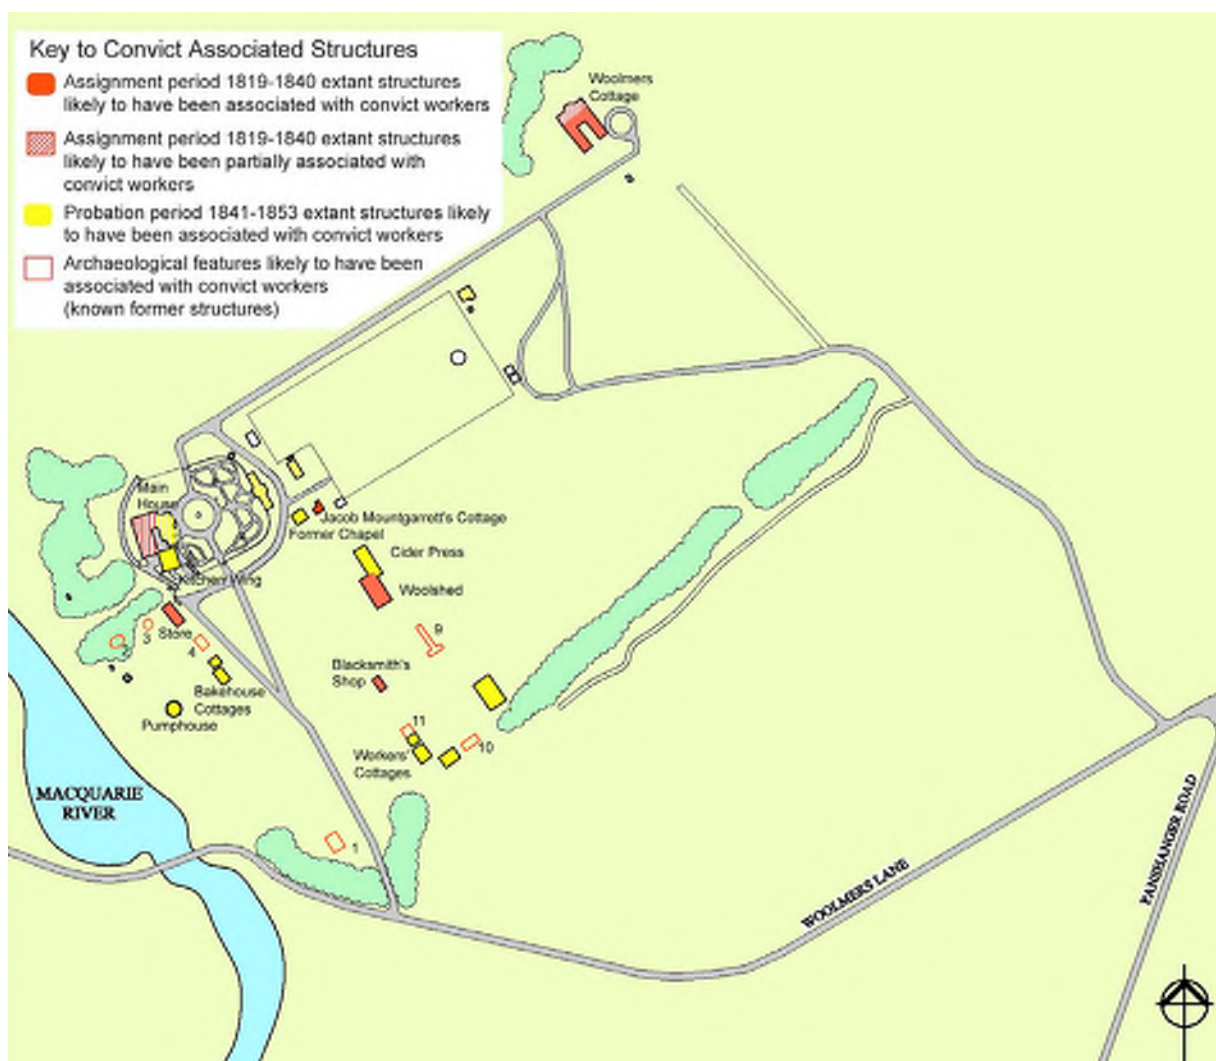 Key to Convict Associated Structures
Assignment period 1819-1840 extant structures
likely to have been associated with convict workers
Assignment period 1819-1840 extant structures
likely to have been partially associated with
convict workers
Probation period 1841-1853 extant structures likely
to have been associated with convict workers
Archaeological features likely to have been
associated with convict workers
(known former structures)
Woolmers
Cottage
Main
House
Jacob Mountgarrett's Cottage
Former Chapel
Cider Press
Kitchen Wing
Woolshed
3
Store
9
4
2
Blacksmith's
Shop
Bakehouse
Cottages
Pumphouse
11
10
Workers'
Cottages
MACQUARIE
RIVER
1
WOOLMERS LANE
PANSHANGER ROAD